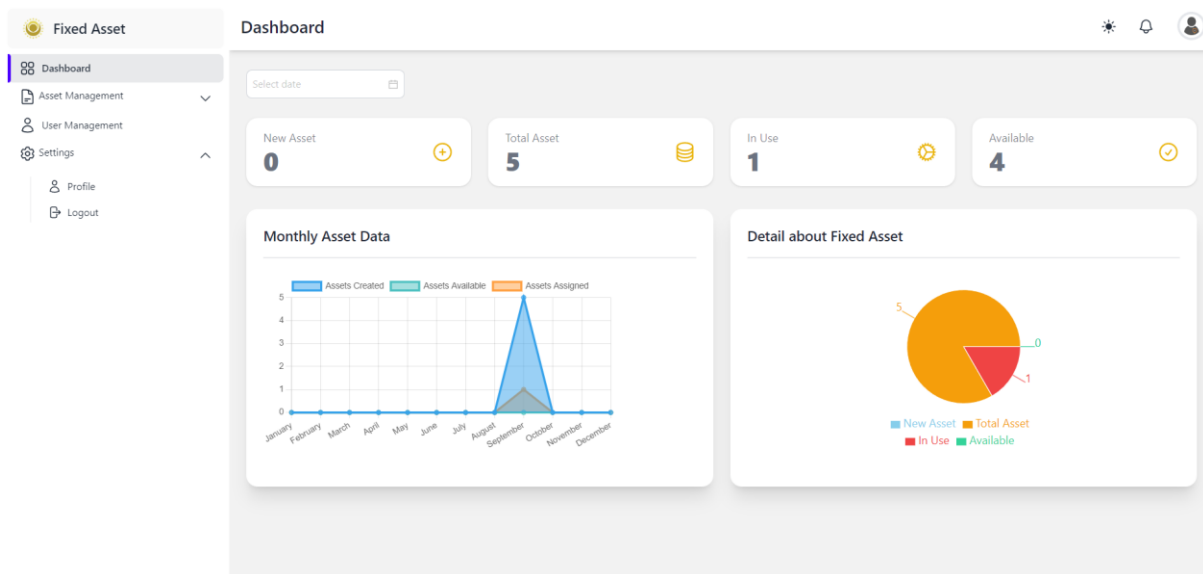 Fixed Asset
Dashboard
Dashboard
Asset Management
User Management
Settings
Profile
Logout
Select date
New Asset
0
Total Asset
5
In Use
1
Available
4
Monthly Asset Data
Assets Created Assets Available Assets Assigned
5
4
3
2
1
0
January February March April May June July August September October November December
Detail about Fixed Asset
5
0
1
New Asset Total Asset
In Use Available